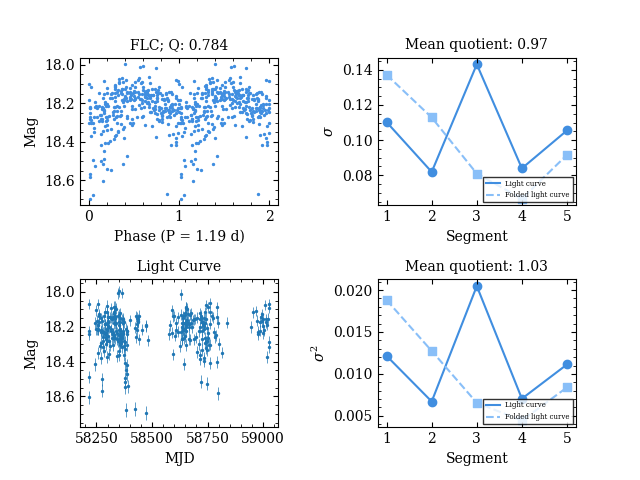 FLC; Q: 0.784
Mag
18.0
18.2
18.4
18.6
0
1
2
Phase (P = 1.19 d)
Mean quotient: 0.97
σ
0.14
0.12
0.10
0.08
Light curve
Folded light curve
1
2
3
4
5
Segment
Light Curve
Mag
18.0
18.2
18.4
18.6
58250
58500
58750
59000
MJD
Mean quotient: 1.03
σ²
0.020
0.015
0.010
0.005
Light curve
Folded light curve
1
2
3
4
5
Segment